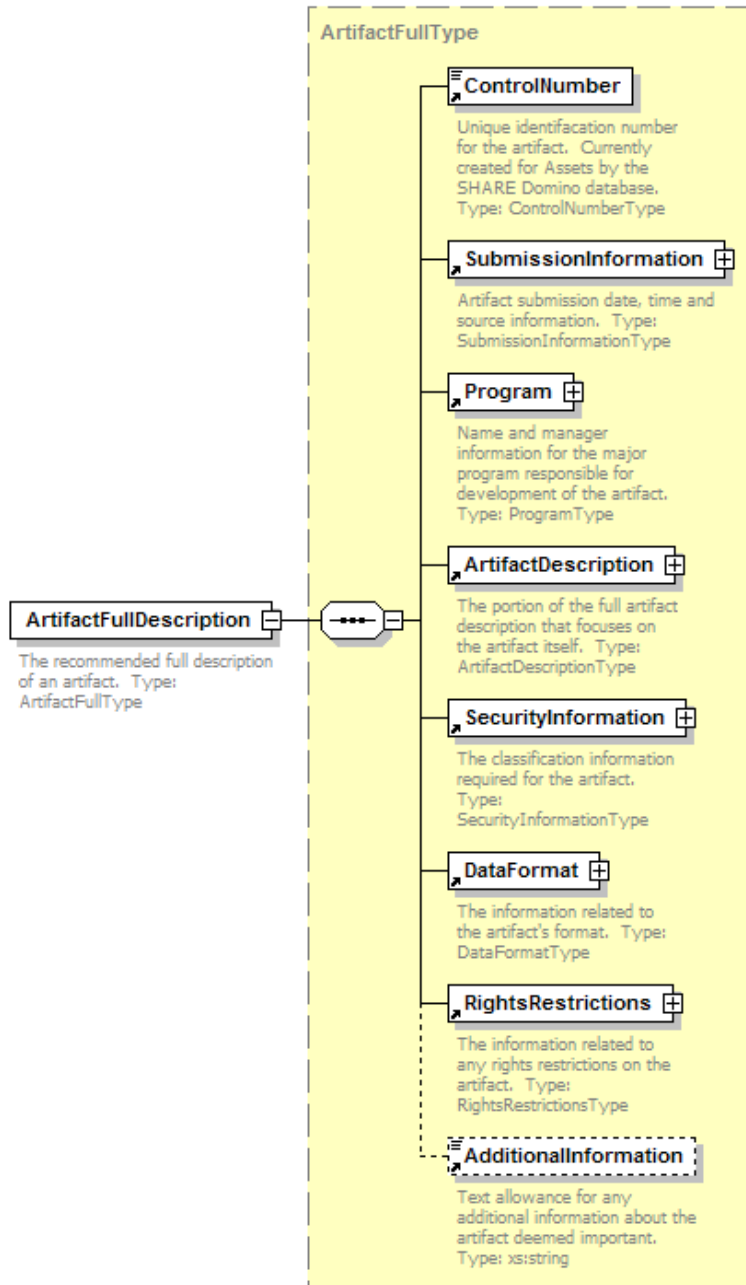 ArtifactFullType
ControlNumber
Unique identifacation number
for the artifact.  Currently
created for Assets by the
SHARE Domino database.
Type: ControlNumberType
SubmissionInformation
Artifact submission date, time and
source information.  Type:
SubmissionInformationType
Program
Name and manager
information for the major
program responsible for
development of the artifact.
Type: ProgramType
ArtifactDescription
The portion of the full artifact
description that focuses on
the artifact itself.  Type:
ArtifactDescriptionType
ArtifactFullDescription
The recommended full description
of an artifact.  Type:
ArtifactFullType
SecurityInformation
The classification information
required for the artifact.
Type:
SecurityInformationType
DataFormat
The information related to
the artifact's format.  Type:
DataFormatType
RightsRestrictions
The information related to
any rights restrictions on the
artifact.  Type:
RightsRestrictionsType
AdditionalInformation
Text allowance for any
additional information about the
artifact deemed important.
Type: xs:string